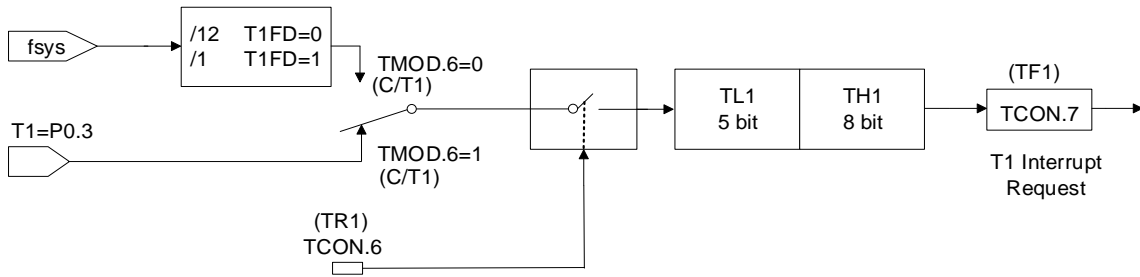 fsys
/12 T1FD=0
/1 T1FD=1
TMOD.6=0
(C/T1)
T1=P0.3
TMOD.6=1
(C/T1)
(TR1)
TCON.6
TL1
5 bit
TH1
8 bit
(TF1)
TCON.7
T1 Interrupt
Request